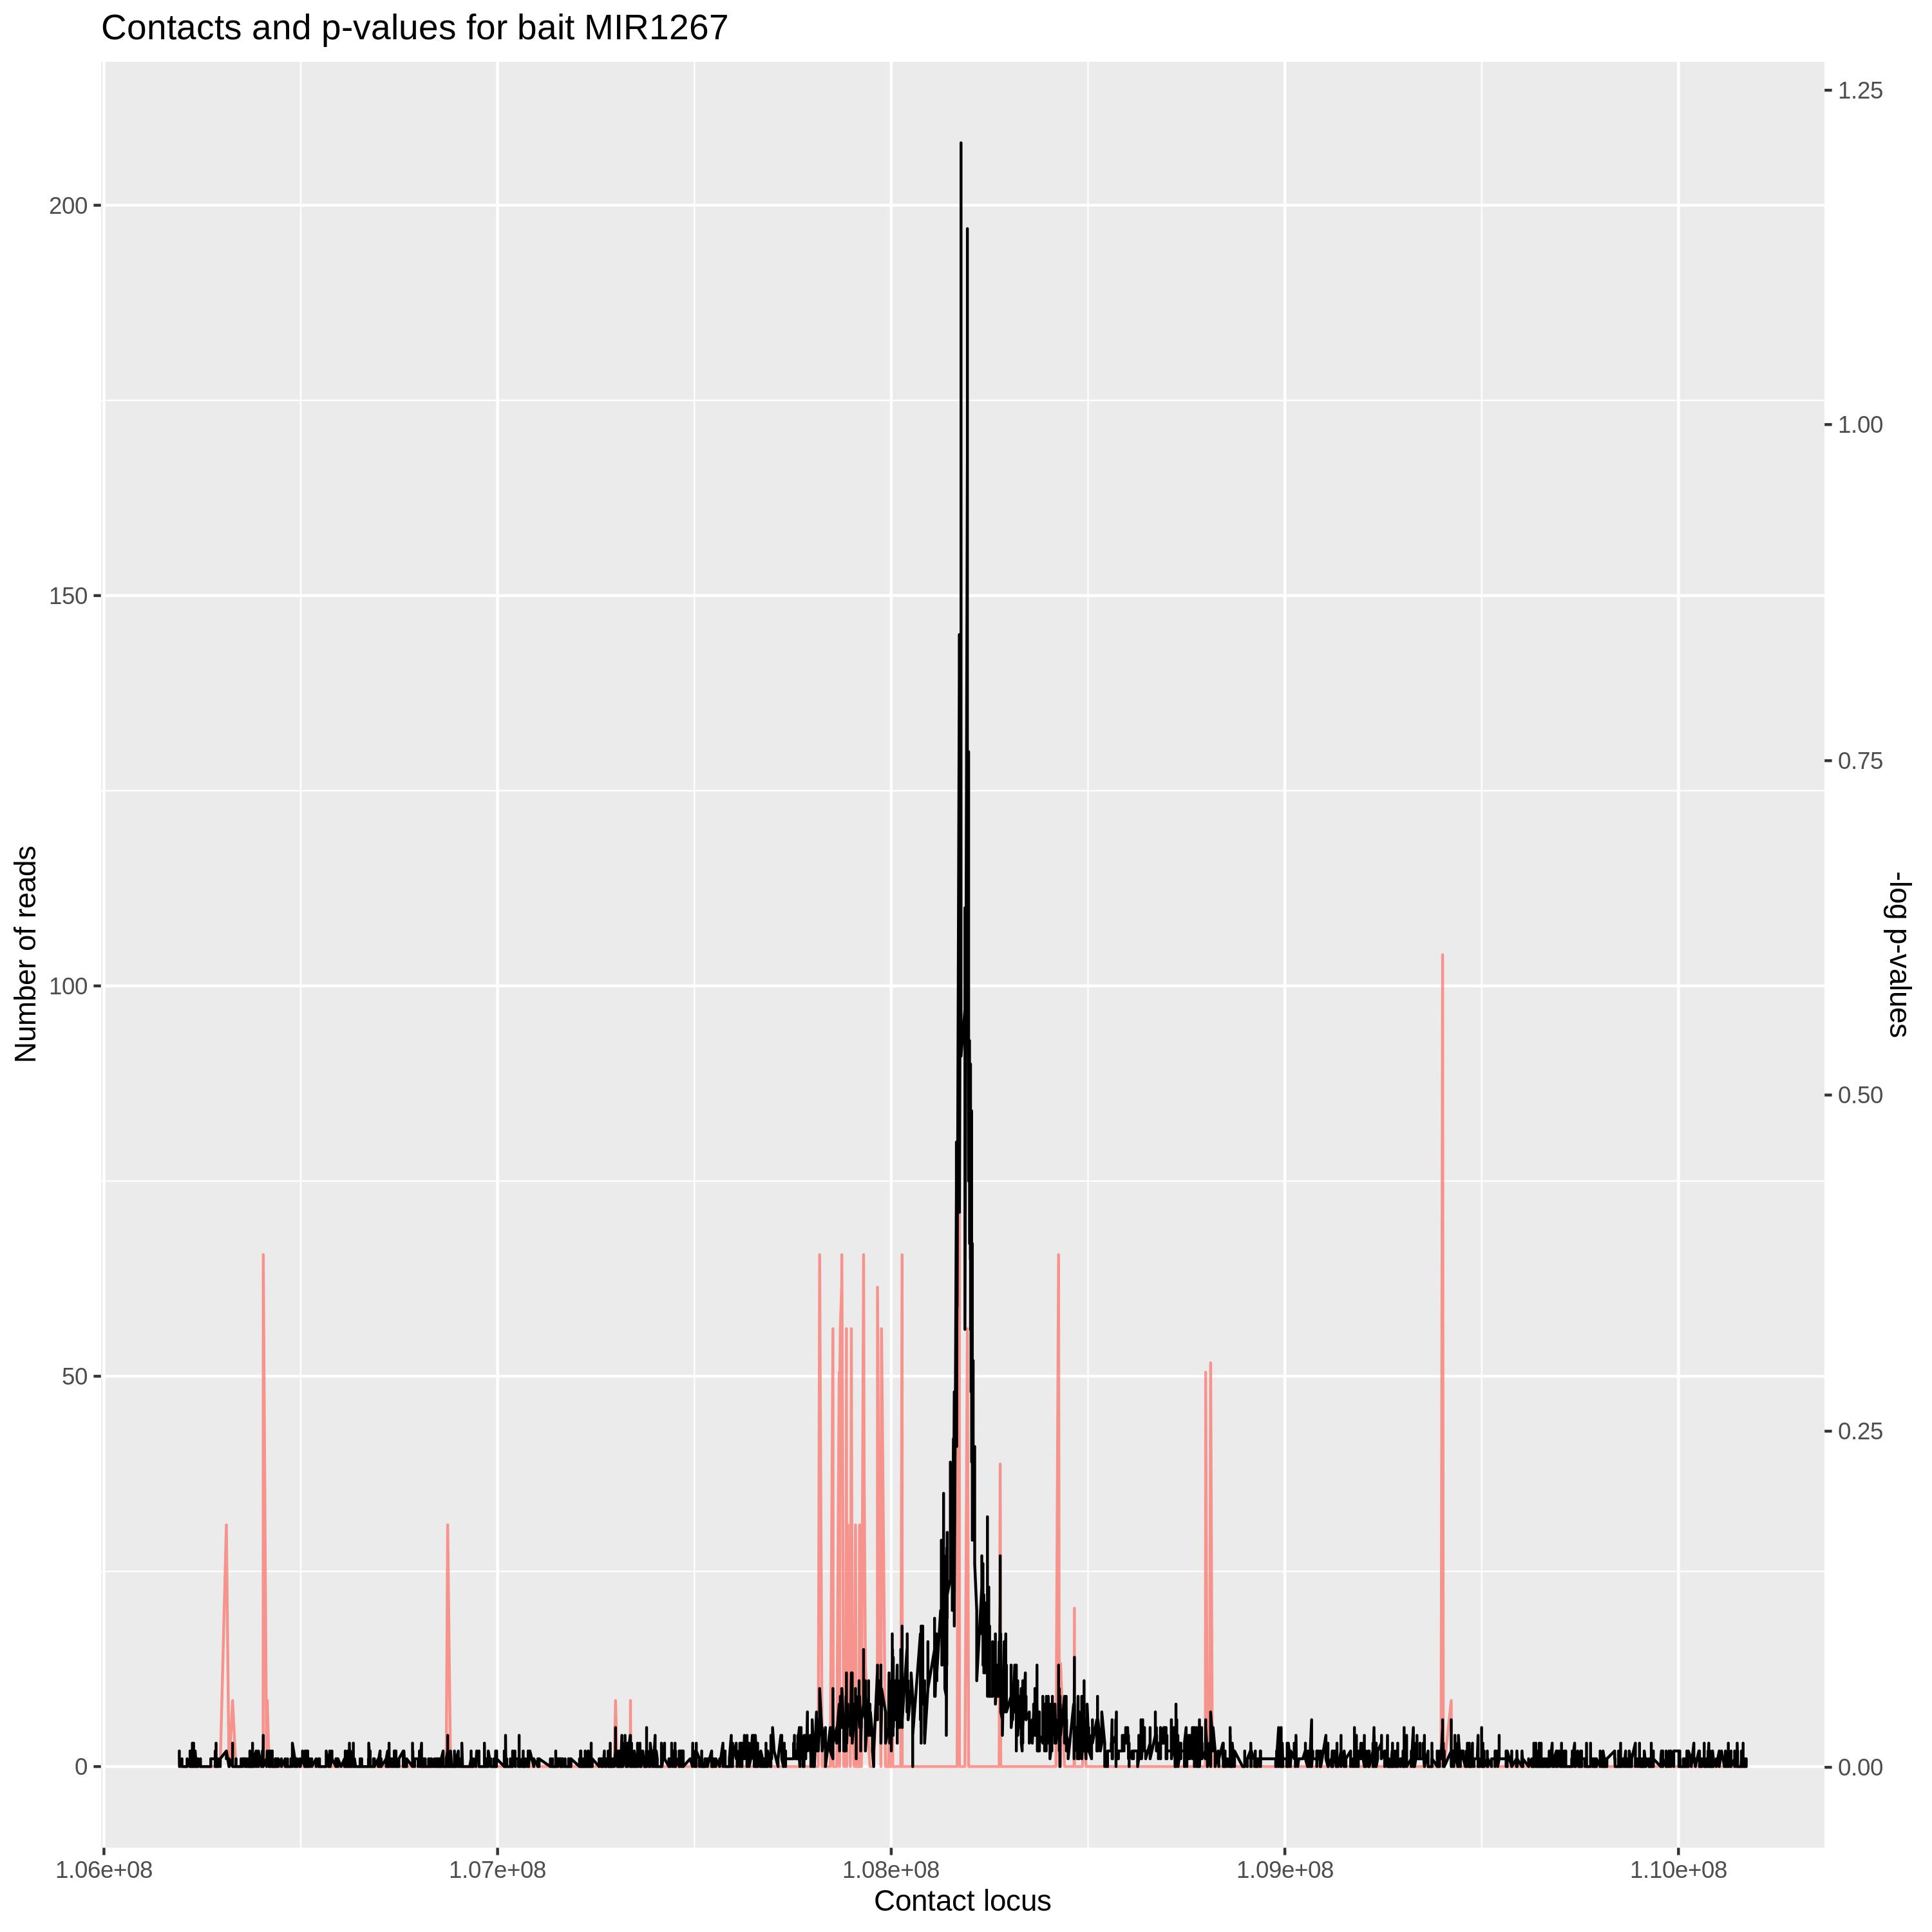 Contacts and p-values for bait MIR1267
Number of reads
200
150
100
50
0
1.25
1.00
0.75
0.50
0.25
0.00
-log p-values
1.06e+08 1.07e+08 1.08e+08 1.09e+08 1.10e+08
Contact locus